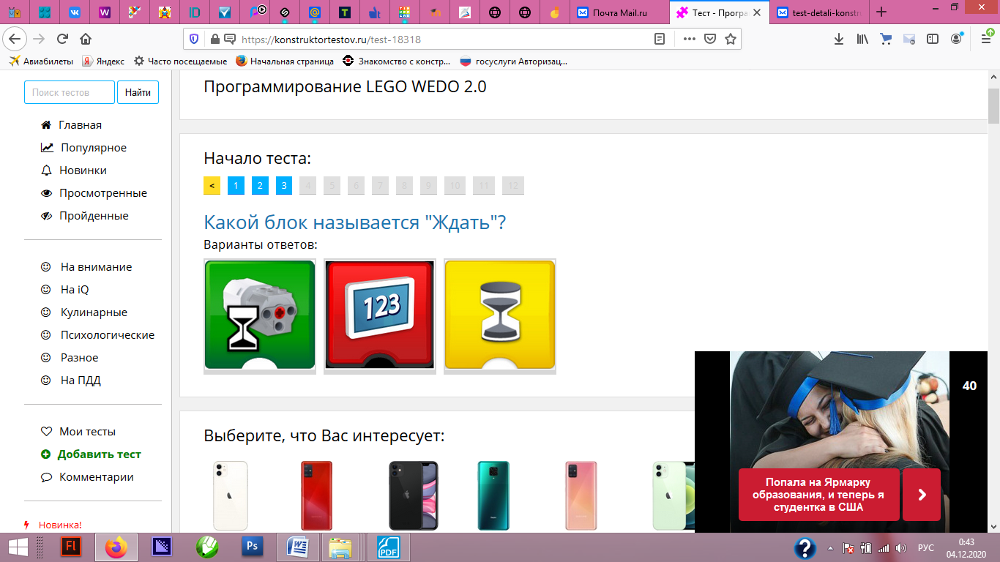 Почта Mail.ru
Тест - Програ
test-detali-konstr
https://konstruktortestov.ru/test-18318
Авиабилеты
Яндекс
Часто посещаемые
Начальная страница
Знакомство с констр...
госуслуги Авторизац...
Поиск тестов
Найти
Главная
Популярное
Новинки
Просмотренные
Пройденные
На внимание
На iQ
Кулинарные
Психологические
Разное
На ПДД
Мои тесты
Добавить тест
Комментарии
Новинка!
Программирование LEGO WEDO 2.0
Начало теста:
< 1 2 3 4 5 6 7 8 9 10 11 12
Какой блок называется "Ждать"?
Варианты ответов:
123
Выберите, что Вас интересует:
40
Попала на Ярмарку
образования, и теперь я
студентка в США
Fl
Ps
PDF
РУС
0:43
04.12.2020